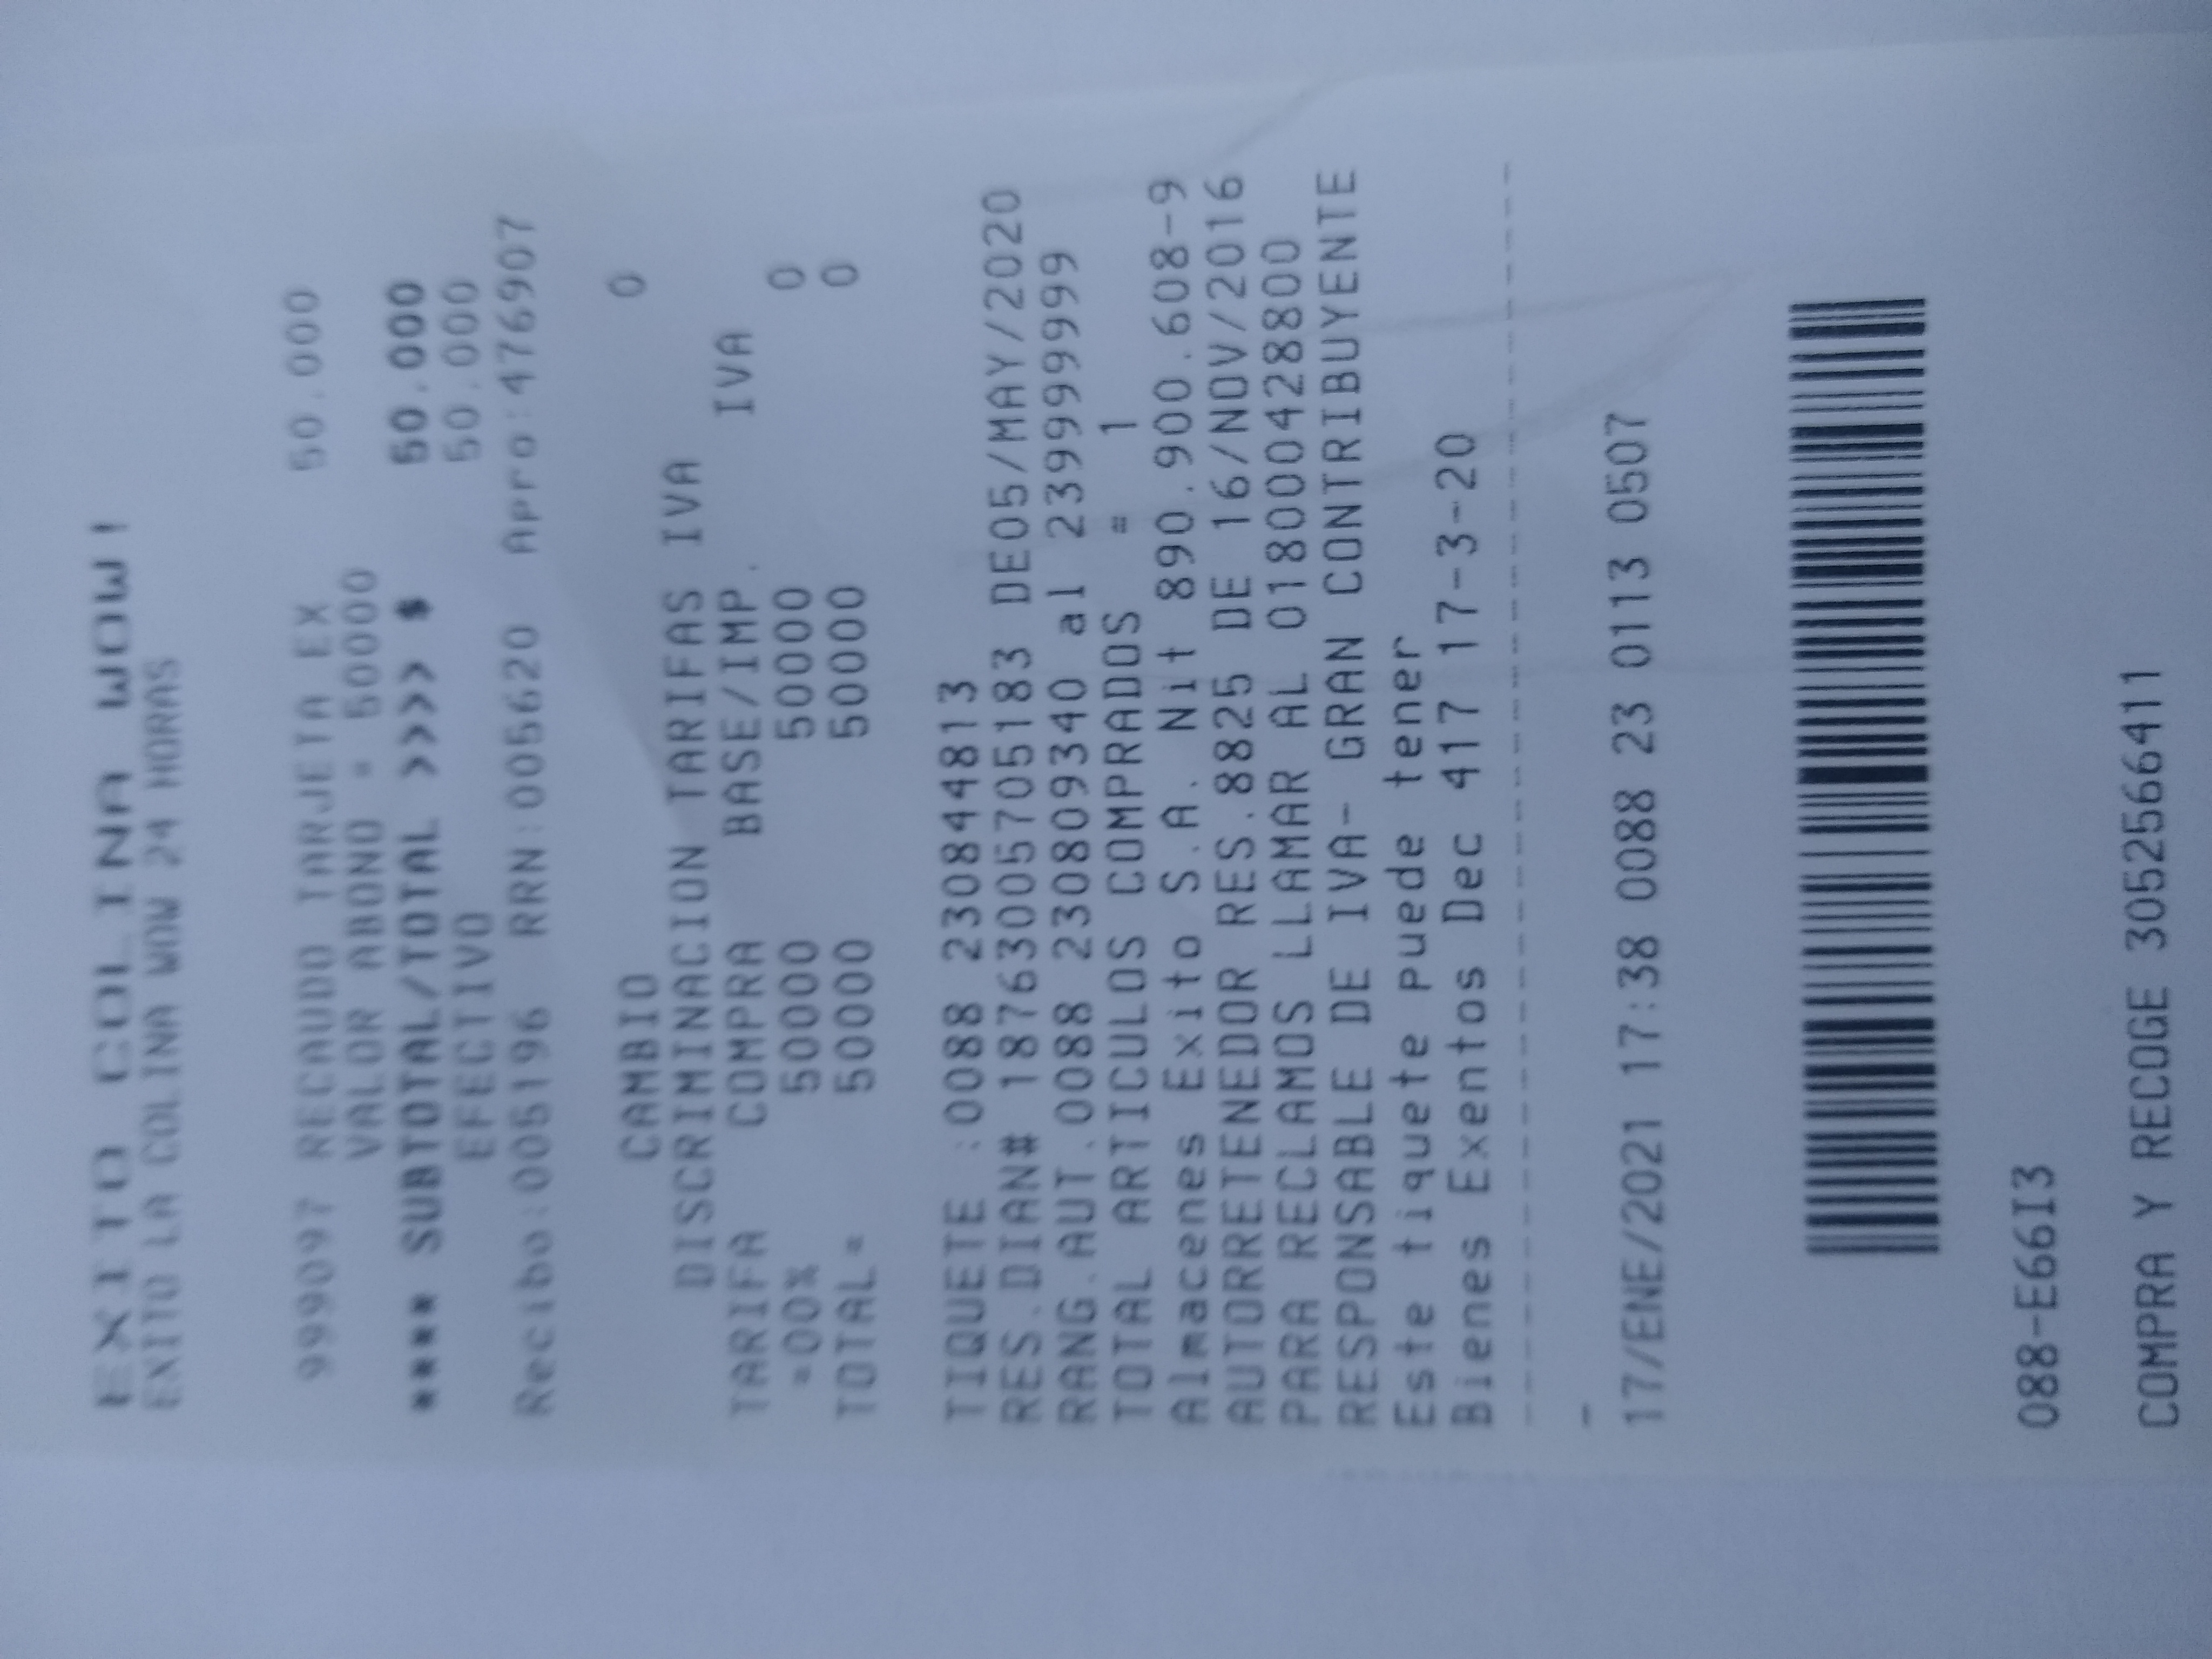 EXITO COLINA WOW!
EXITO LA COLINA WOW 24 HORAS
999097 RECAUDO TARJETA EX 50.000
VALOR ABONO = 50000
**** SUBTOTAL/TOTAL >>>> $ 50.000
EFECTIVO 50.000
Recibo:005196 RRN:005620 Apro:476907
CAMBIO 0
DISCRIMINACION TARIFAS IVA
TARIFA COMPRA BASE/IMP. IVA
=00% 50000 50000 0
TOTAL= 50000 50000 0
TIQUETE :0088 230844813
RES.DIAN# 18763005705183 DE05/MAY/2020
RANG.AUT.0088 230809340 al 239999999
TOTAL ARTICULOS COMPRADOS = 1
Almacenes Exito S.A. Nit 890.900.608-9
AUTORRETENEDOR RES.8825 DE 16/NOV/2016
PARA RECLAMOS LLAMAR AL 018000428800
RESPONSABLE DE IVA- GRAN CONTRIBUYENTE
Este tiquete puede tener
Bienes Exentos Dec 417 17-3-20
--------------------------------------
-
17/ENE/2021 17:38 0088 23 0113 0507
088-E66I3
COMPRA Y RECOGE 3052566411